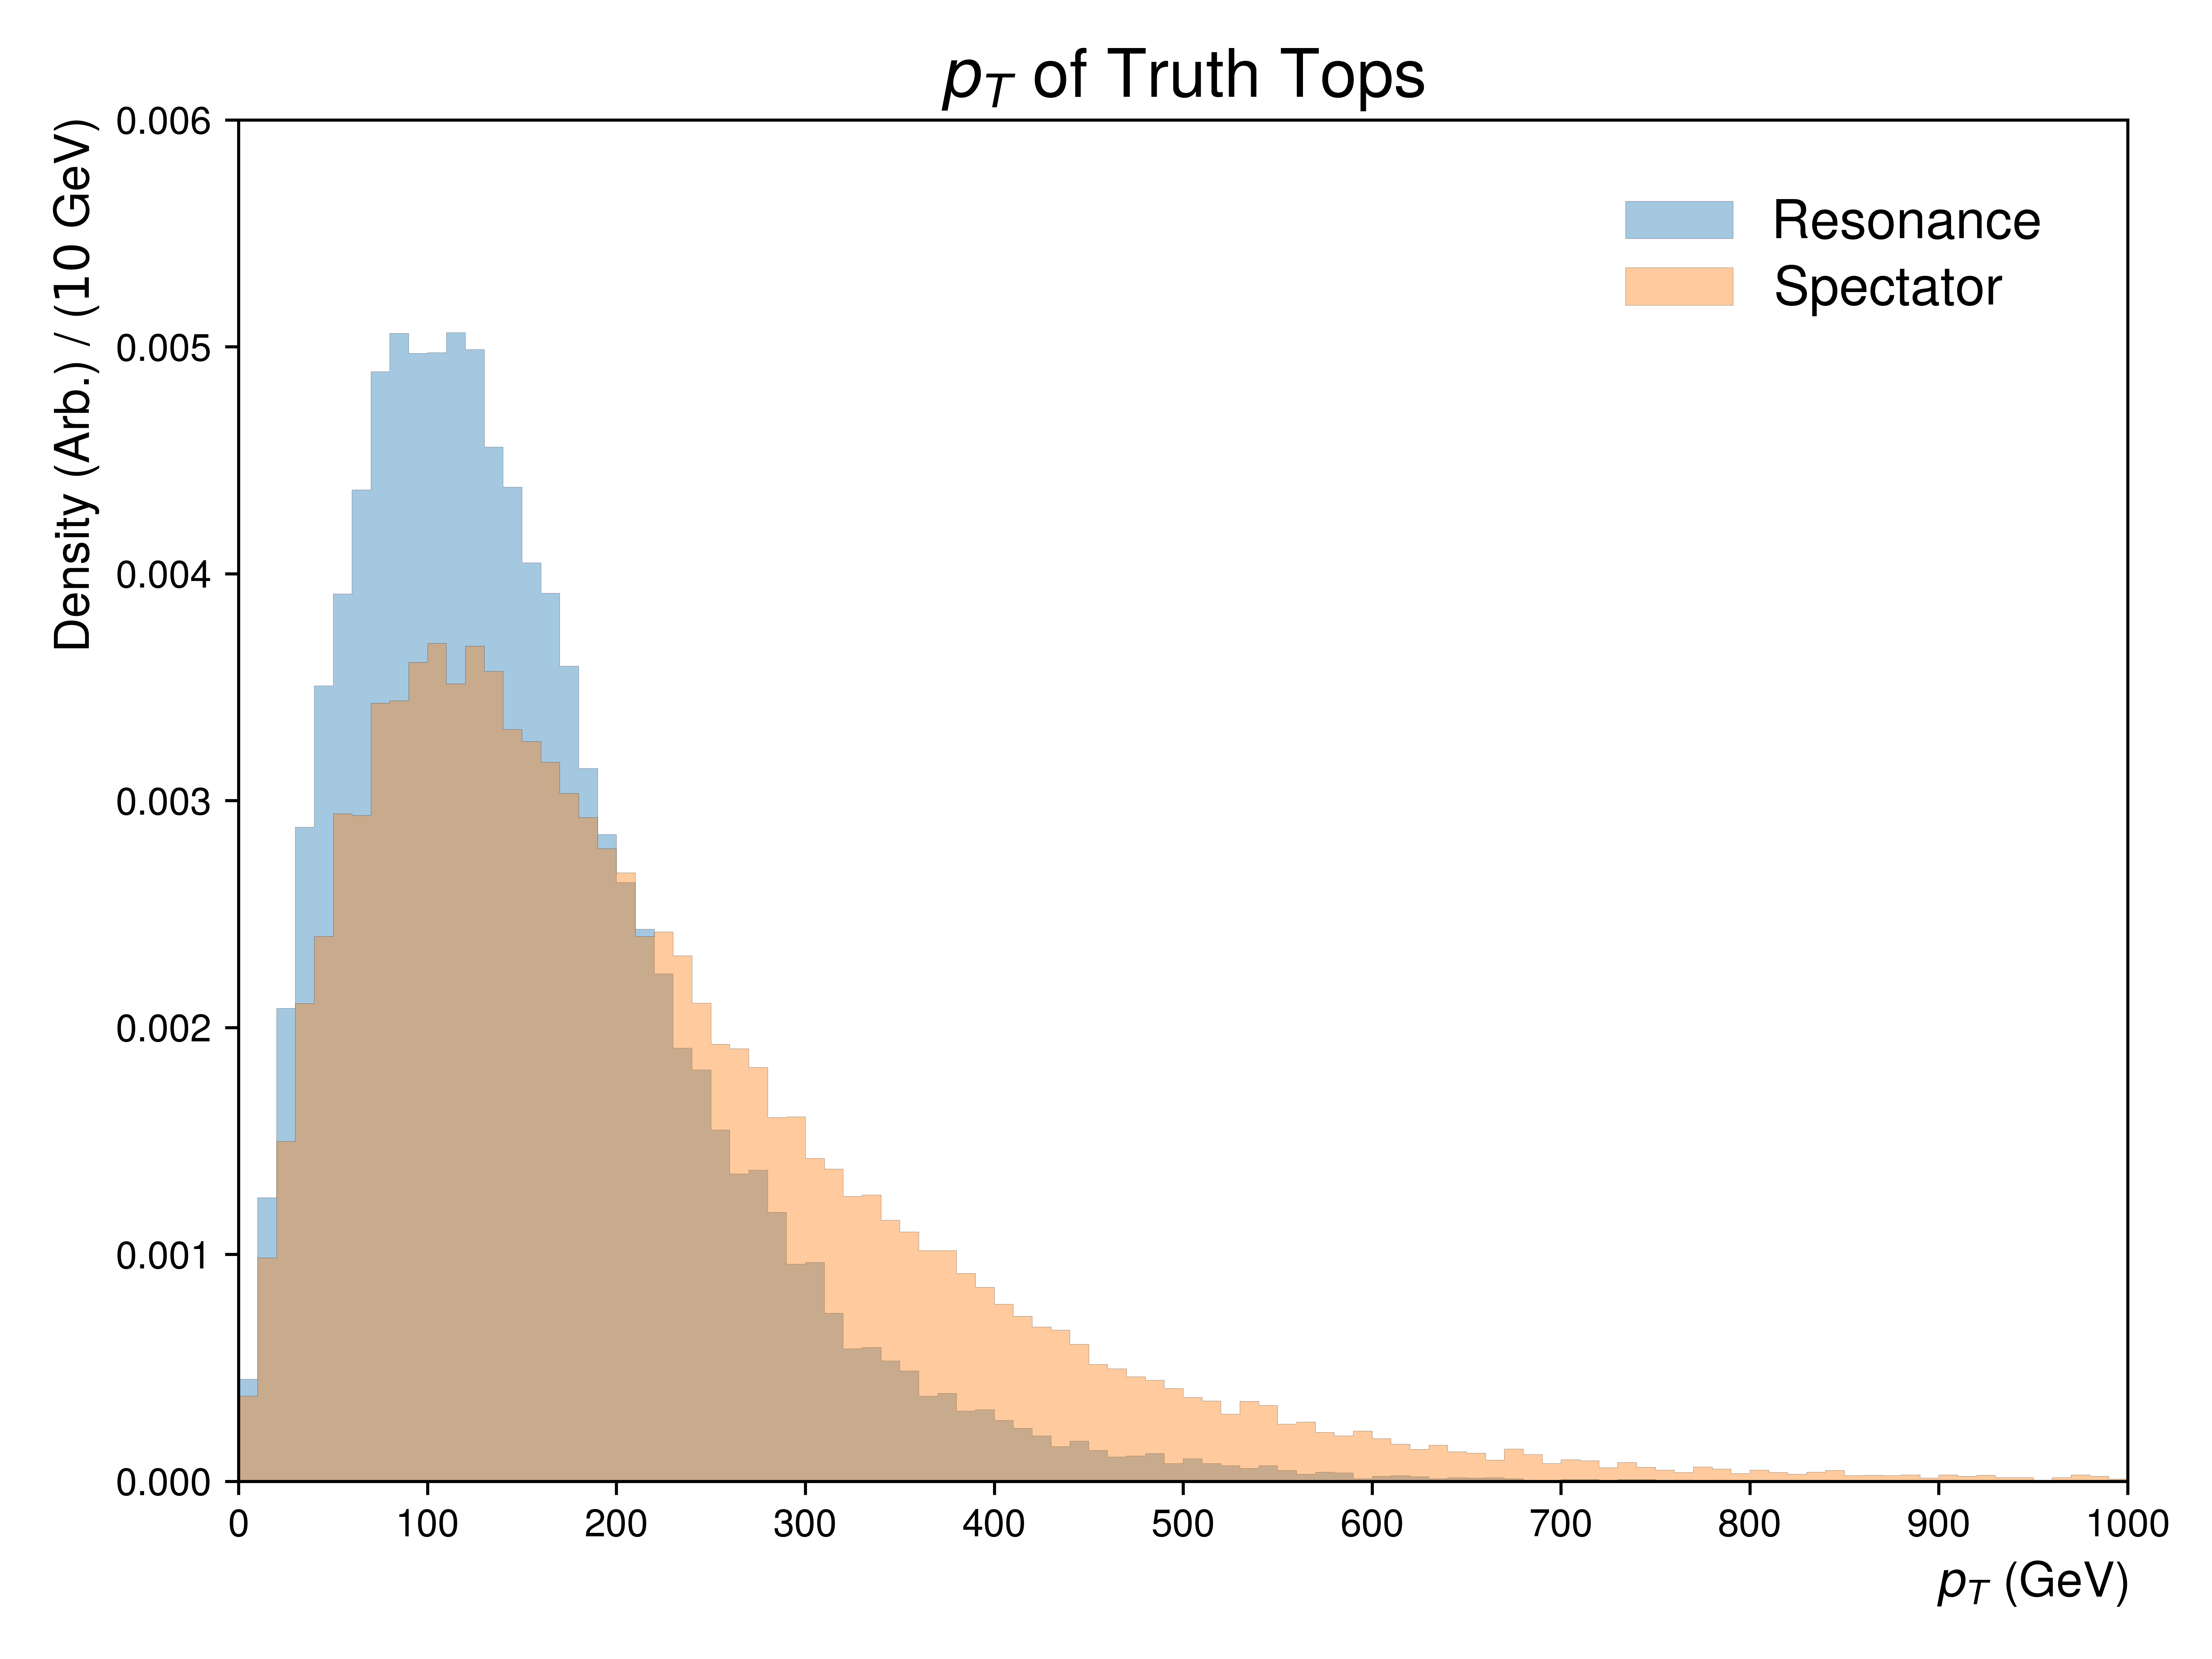 p_T of Truth Tops
Density (Arb.) / (10 GeV)
0.006
0.005
0.004
0.003
0.002
0.001
0.000
Resonance
Spectator
0 100 200 300 400 500 600 700 800 900 1000
p_T (GeV)